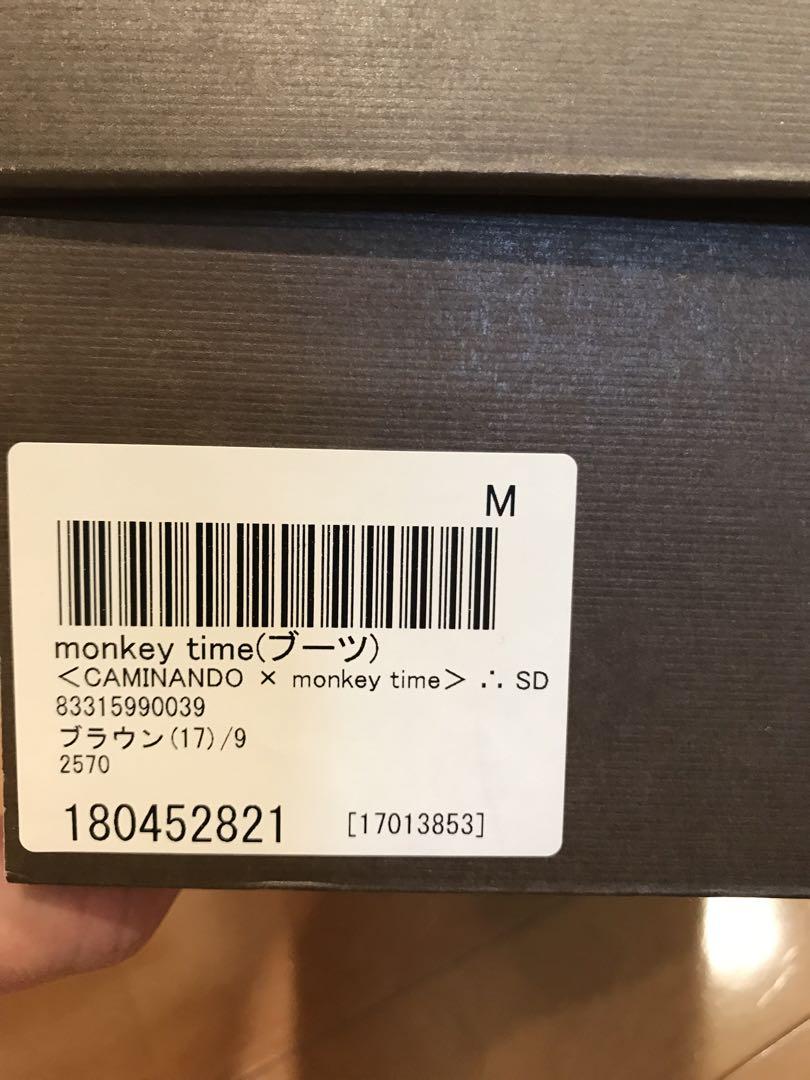 M
monkey time(ブーツ)
＜CAMINANDO × monkey time＞ ∴ SD
83315990039
ブラウン(17)/9
2570
180452821 [17013853]